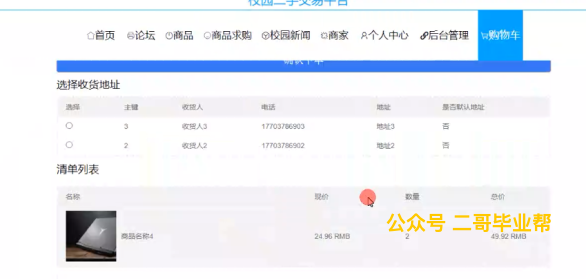 校园二手交易平台
首页 论坛 商品 商品求购 校园新闻 商家 个人中心 后台管理 购物车
确认下单
选择收货地址
选择 主键 收货人 电话 地址 是否默认地址
3 收货人3 17703786903 地址3 否
2 收货人2 17703786902 地址2 否
清单列表
名称 现价 数量 总价
公众号 二哥毕业帮
商品名称4 24.96 RMB 2 49.92 RMB